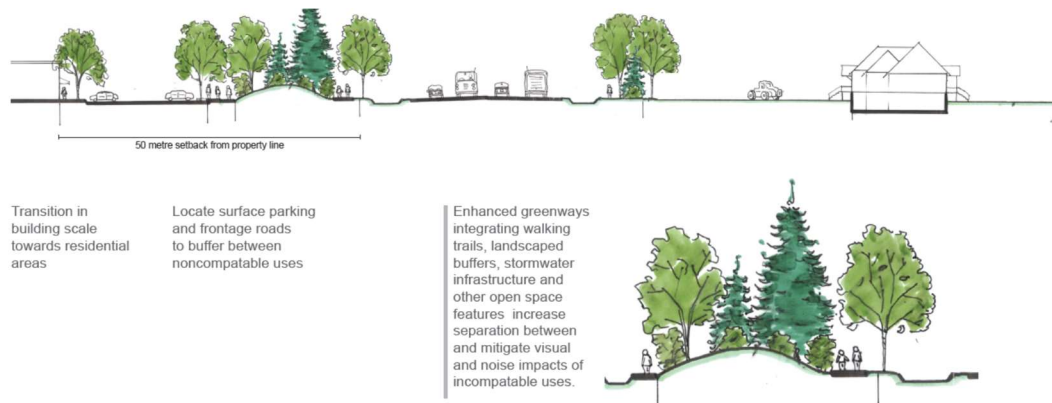 50 metre setback from property line
Transition in
building scale
towards residential
areas
Locate surface parking
and frontage roads
to buffer between
noncompatable uses
Enhanced greenways
integrating walking
trails, landscaped
buffers, stormwater
infrastructure and
other open space
features increase
separation between
and mitigate visual
and noise impacts of
incompatable uses.